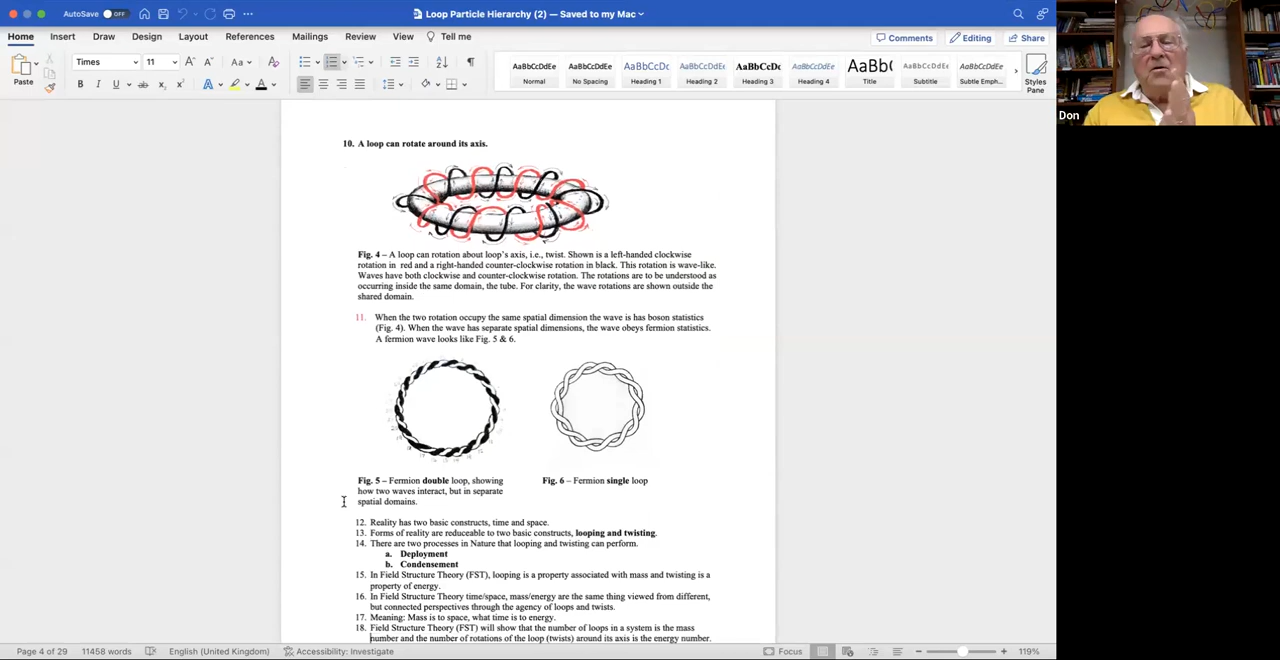 AutoSave OFF
Loop Particle Hierarchy (2) — Saved to my Mac
Home Insert Draw Design Layout References Mailings Review View Tell me
Comments Editing Share
Paste
Times 11
Aa
B I U ab x₂ x²
AaBbCcDdEe AaBbCcDdEe AaBbCcDc AaBbCcDdEe AaBbCcDd AaBbCcDdEe AaBb( AaBbCcDdEe AaBbCcDdEe
Normal No Spacing Heading 1 Heading 2 Heading 3 Heading 4 Title Subtitle Subtle Emph...
Styles
Pane
Don
10. A loop can rotate around its axis.
Fig. 4 – A loop can rotation about loop's axis, i.e., twist. Shown is a left-handed clockwise
rotation in red and a right-handed counter-clockwise rotation in black. This rotation is wave-like.
Waves have both clockwise and counter-clockwise rotation. The rotations are to be understood as
occurring inside the same domain, the tube. For clarity, the wave rotations are shown outside the
shared domain.
11. When the two rotation occupy the same spatial dimension the wave is has boson statistics
(Fig. 4). When the wave has separate spatial dimensions, the wave obeys fermion statistics.
A fermion wave looks like Fig. 5 & 6.
Fig. 5 – Fermion double loop, showing
how two waves interact, but in separate
spatial domains.
Fig. 6 – Fermion single loop
12. Reality has two basic constructs, time and space.
13. Forms of reality are reduceable to two basic constructs, looping and twisting.
14. There are two processes in Nature that looping and twisting can perform.
a. Deployment
b. Condensement
15. In Field Structure Theory (FST), looping is a property associated with mass and twisting is a
property of energy.
16. In Field Structure Theory time/space, mass/energy are the same thing viewed from different,
but connected perspectives through the agency of loops and twists.
17. Meaning: Mass is to space, what time is to energy.
18. Field Structure Theory (FST) will show that the number of loops in a system is the mass
number and the number of rotations of the loop (twists) around its axis is the energy number.
Page 4 of 29 11458 words English (United Kingdom) Accessibility: Investigate Focus 119%